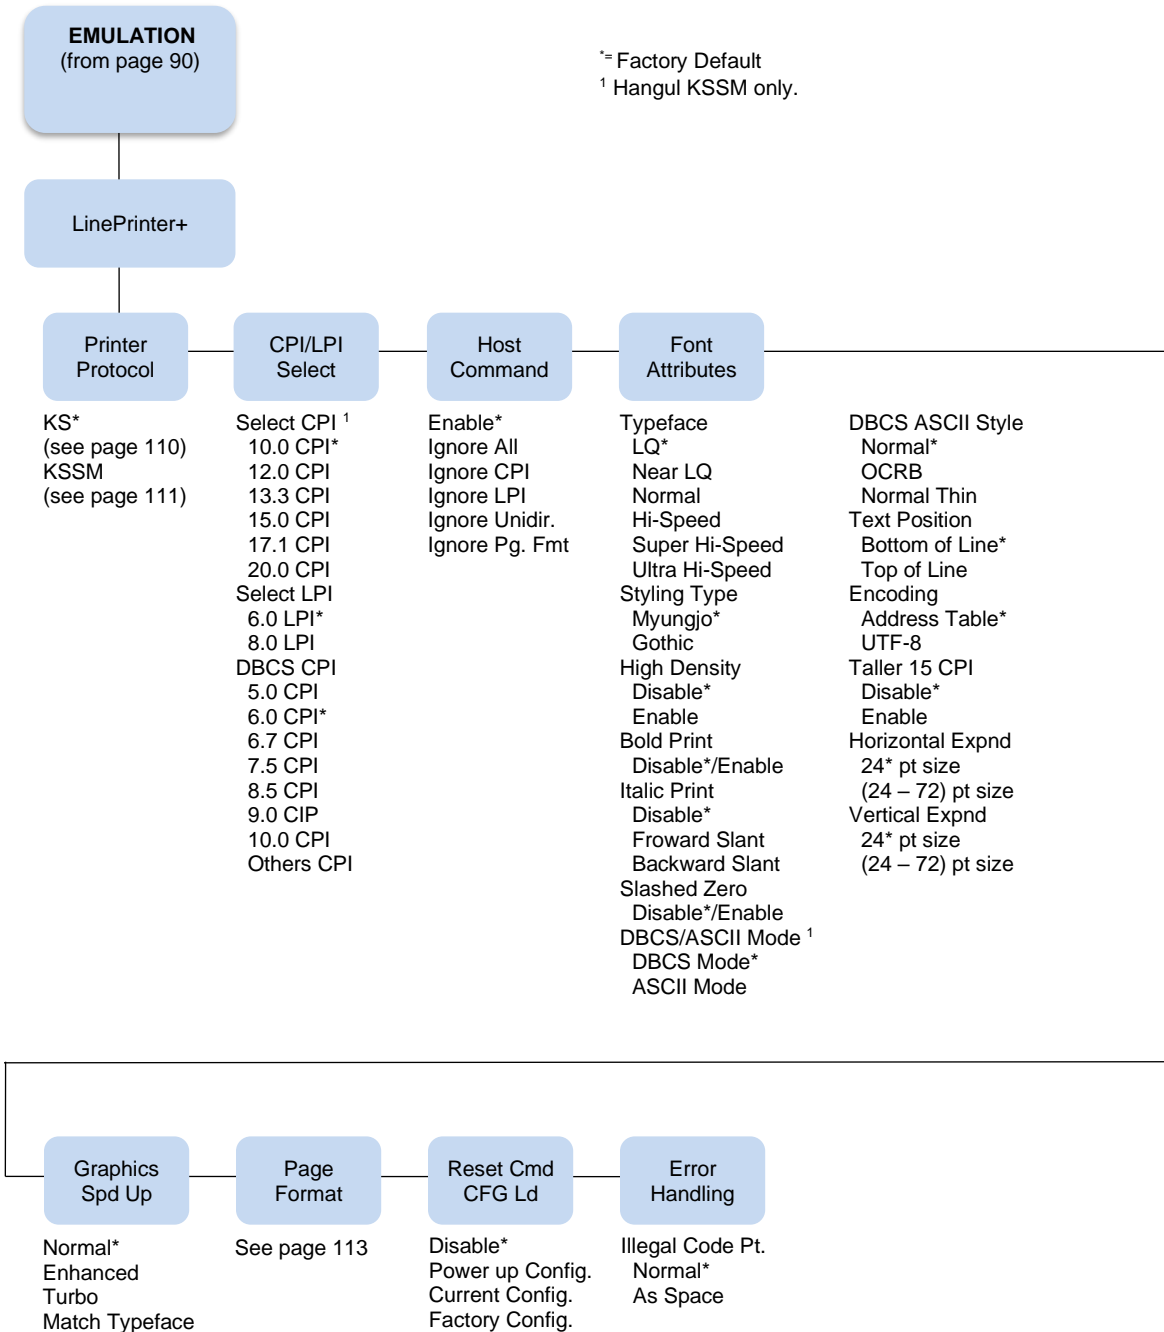 EMULATION
(from page 90)
*= Factory Default
1 Hangul KSSM only.
LinePrinter+
Printer
Protocol
KS*
(see page 110)
KSSM
(see page 111)
CPI/LPI
Select
Select CPI 1
10.0 CPI*
12.0 CPI
13.3 CPI
15.0 CPI
17.1 CPI
20.0 CPI
Select LPI
6.0 LPI*
8.0 LPI
DBCS CPI
5.0 CPI
6.0 CPI*
6.7 CPI
7.5 CPI
8.5 CPI
9.0 CIP
10.0 CPI
Others CPI
Host
Command
Enable*
Ignore All
Ignore CPI
Ignore LPI
Ignore Unidir.
Ignore Pg. Fmt
Font
Attributes
Typeface
LQ*
Near LQ
Normal
Hi-Speed
Super Hi-Speed
Ultra Hi-Speed
Styling Type
Myungjo*
Gothic
High Density
Disable*
Enable
Bold Print
Disable*/Enable
Italic Print
Disable*
Froward Slant
Backward Slant
Slashed Zero
Disable*/Enable
DBCS/ASCII Mode 1
DBCS Mode*
ASCII Mode
DBCS ASCII Style
Normal*
OCRB
Normal Thin
Text Position
Bottom of Line*
Top of Line
Encoding
Address Table*
UTF-8
Taller 15 CPI
Disable*
Enable
Horizontal Expnd
24* pt size
(24 – 72) pt size
Vertical Expnd
24* pt size
(24 – 72) pt size
Graphics
Spd Up
Normal*
Enhanced
Turbo
Match Typeface
Page
Format
See page 113
Reset Cmd
CFG Ld
Disable*
Power up Config.
Current Config.
Factory Config.
Error
Handling
Illegal Code Pt.
Normal*
As Space